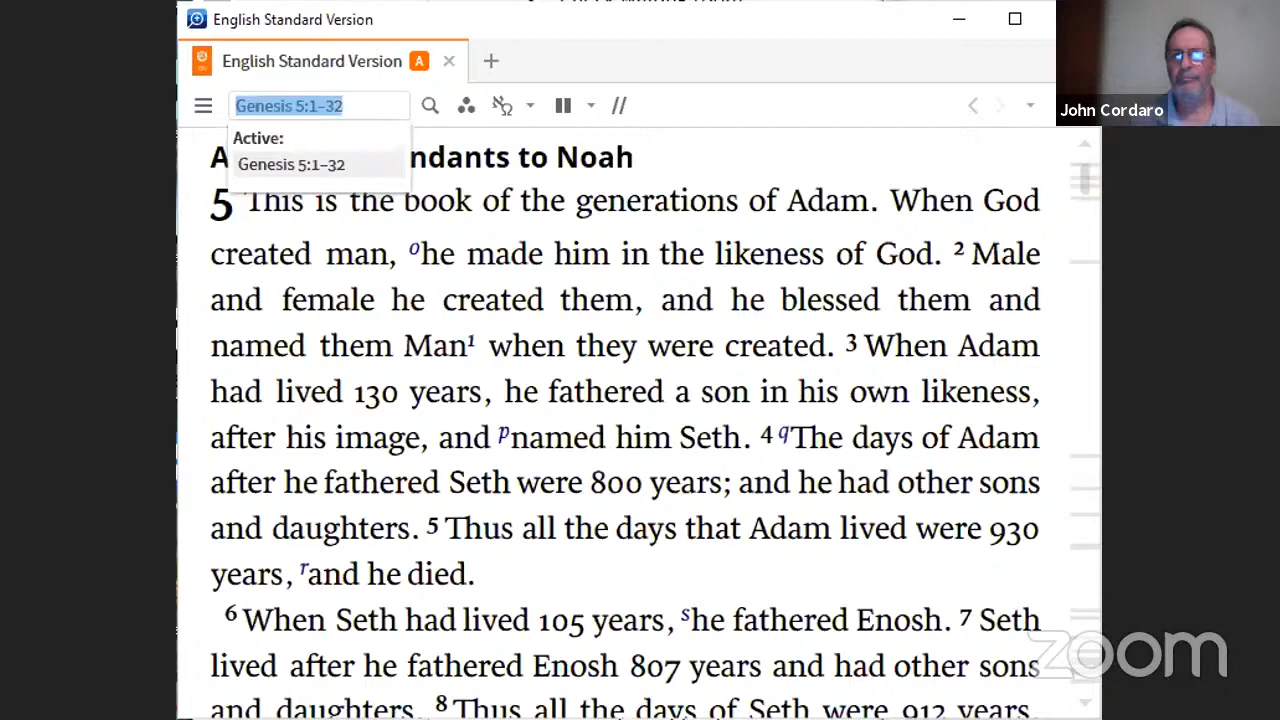 English Standard Version
English Standard Version A
Genesis 5:1–32
Active:
Genesis 5:1–32
John Cordaro
A ndants to Noah
5 This is the book of the generations of Adam. When God
created man, ᵒhe made him in the likeness of God. ² Male
and female he created them, and he blessed them and
named them Man¹ when they were created. ³ When Adam
had lived 130 years, he fathered a son in his own likeness,
after his image, and ᵖnamed him Seth. ⁴ qThe days of Adam
after he fathered Seth were 800 years; and he had other sons
and daughters. ⁵ Thus all the days that Adam lived were 930
years, ʳand he died.
⁶ When Seth had lived 105 years, ˢhe fathered Enosh. ⁷ Seth
lived after he fathered Enosh 807 years and had other sons
and daughters. ⁸ Thus all the days of Seth were 912 years,
zoom